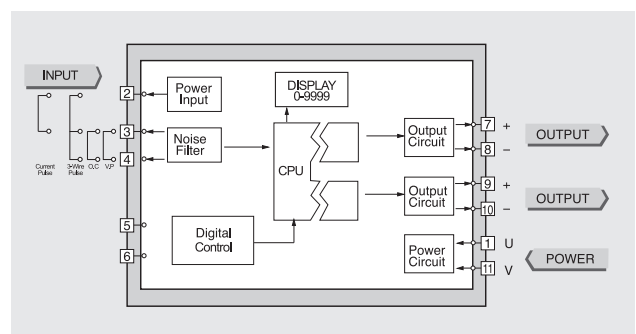 INPUT
Current
Pulse
3-Wire
Pulse
O,C
V,P
2
3
4
5
6
Power
Input
Noise
Filter
Digital
Control
DISPLAY
0-9999
CPU
Output
Circuit
Output
Circuit
Power
Circuit
7 +
8 −
9 +
10 −
1 U
11 V
OUTPUT
OUTPUT
POWER